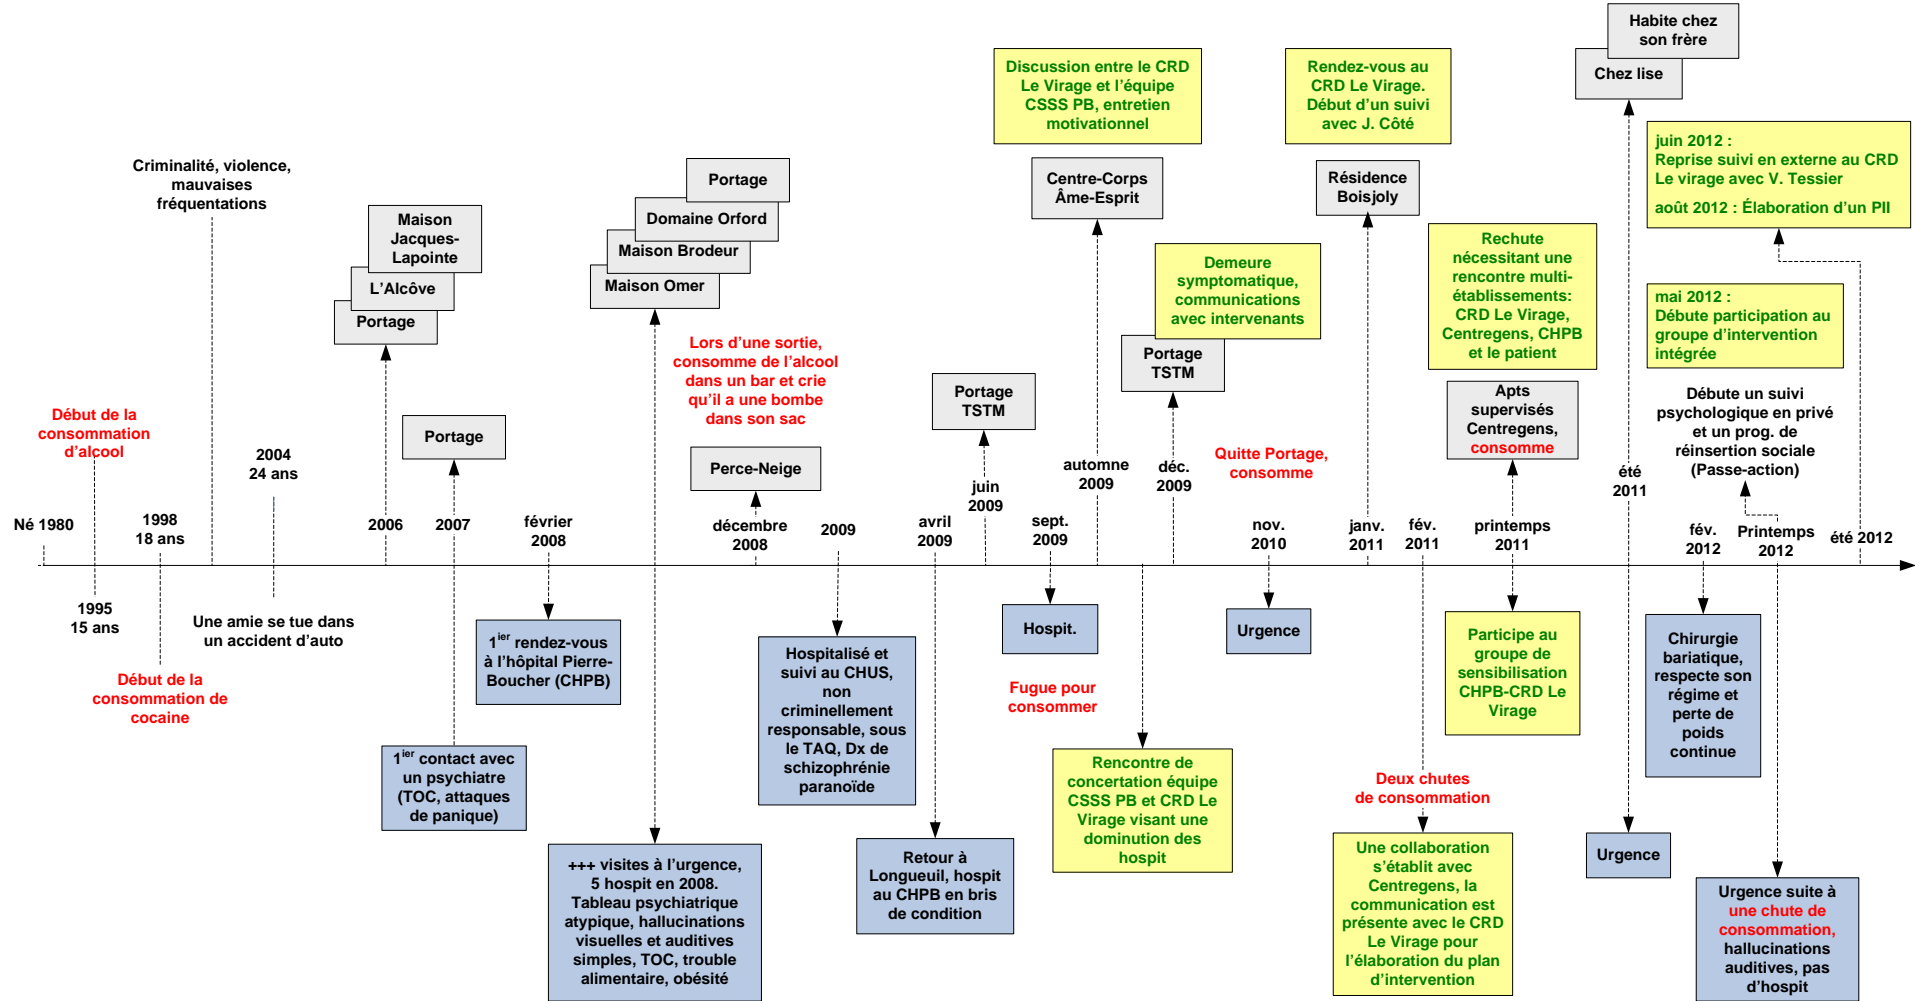 Habite chez
son frère
Chez lise
Discussion entre le CRD
Le Virage et l'équipe
CSSS PB, entretien
motivationnel
Rendez-vous au
CRD Le Virage.
Début d'un suivi
avec J. Côté
juin 2012 :
Reprise suivi en externe au CRD
Le virage avec V. Tessier
août 2012 : Élaboration d'un PII
Criminalité, violence,
mauvaises
fréquentations
Maison
Jacques-
Lapointe
L'Alcôve
Portage
Portage
Domaine Orford
Maison Brodeur
Maison Omer
Centre-Corps
Âme-Esprit
Résidence
Boisjoly
Rechute
nécessitant une
rencontre multi-
établissements:
CRD Le Virage,
Centregens, CHPB
et le patient
Demeure
symptomatique,
communications
avec intervenants
mai 2012 :
Débute participation au
groupe d'intervention
intégrée
Lors d'une sortie,
consomme de l'alcool
dans un bar et crie
qu'il a une bombe
dans son sac
Portage
TSTM
Portage
TSTM
Apts
supervisés
Centregens,
consomme
Débute un suivi
psychologique en privé
et un prog. de
réinsertion sociale
(Passe-action)
Début de la
consommation
d'alcool
Portage
Perce-Neige
Quitte Portage,
consomme
Né 1980
1998
18 ans
2004
24 ans
2006
2007
février
2008
décembre
2008
2009
avril
2009
juin
2009
sept.
2009
automne
2009
déc.
2009
nov.
2010
janv.
2011
fév.
2011
printemps
2011
été
2011
fév.
2012
Printemps
2012
été 2012
1995
15 ans
Une amie se tue dans
un accident d'auto
Début de la
consommation de
cocaine
1ier rendez-vous
à l'hôpital Pierre-
Boucher (CHPB)
1ier contact avec
un psychiatre
(TOC, attaques
de panique)
+++ visites à l'urgence,
5 hospit en 2008.
Tableau psychiatrique
atypique, hallucinations
visuelles et auditives
simples, TOC, trouble
alimentaire, obésité
Hospitalisé et
suivi au CHUS,
non
criminellement
responsable, sous
le TAQ, Dx de
schizophrénie
paranoïde
Retour à
Longueuil, hospit
au CHPB en bris
de condition
Hospit.
Fugue pour
consommer
Rencontre de
concertation équipe
CSSS PB et CRD Le
Virage visant une
dominution des
hospit
Urgence
Deux chutes
de consommation
Une collaboration
s'établit avec
Centregens, la
communication est
présente avec le CRD
Le Virage pour
l'élaboration du plan
d'intervention
Participe au
groupe de
sensibilisation
CHPB-CRD Le
Virage
Urgence
Chirurgie
bariatique,
respecte son
régime et
perte de
poids
continue
Urgence suite à
une chute de
consommation,
hallucinations
auditives, pas
d'hospit